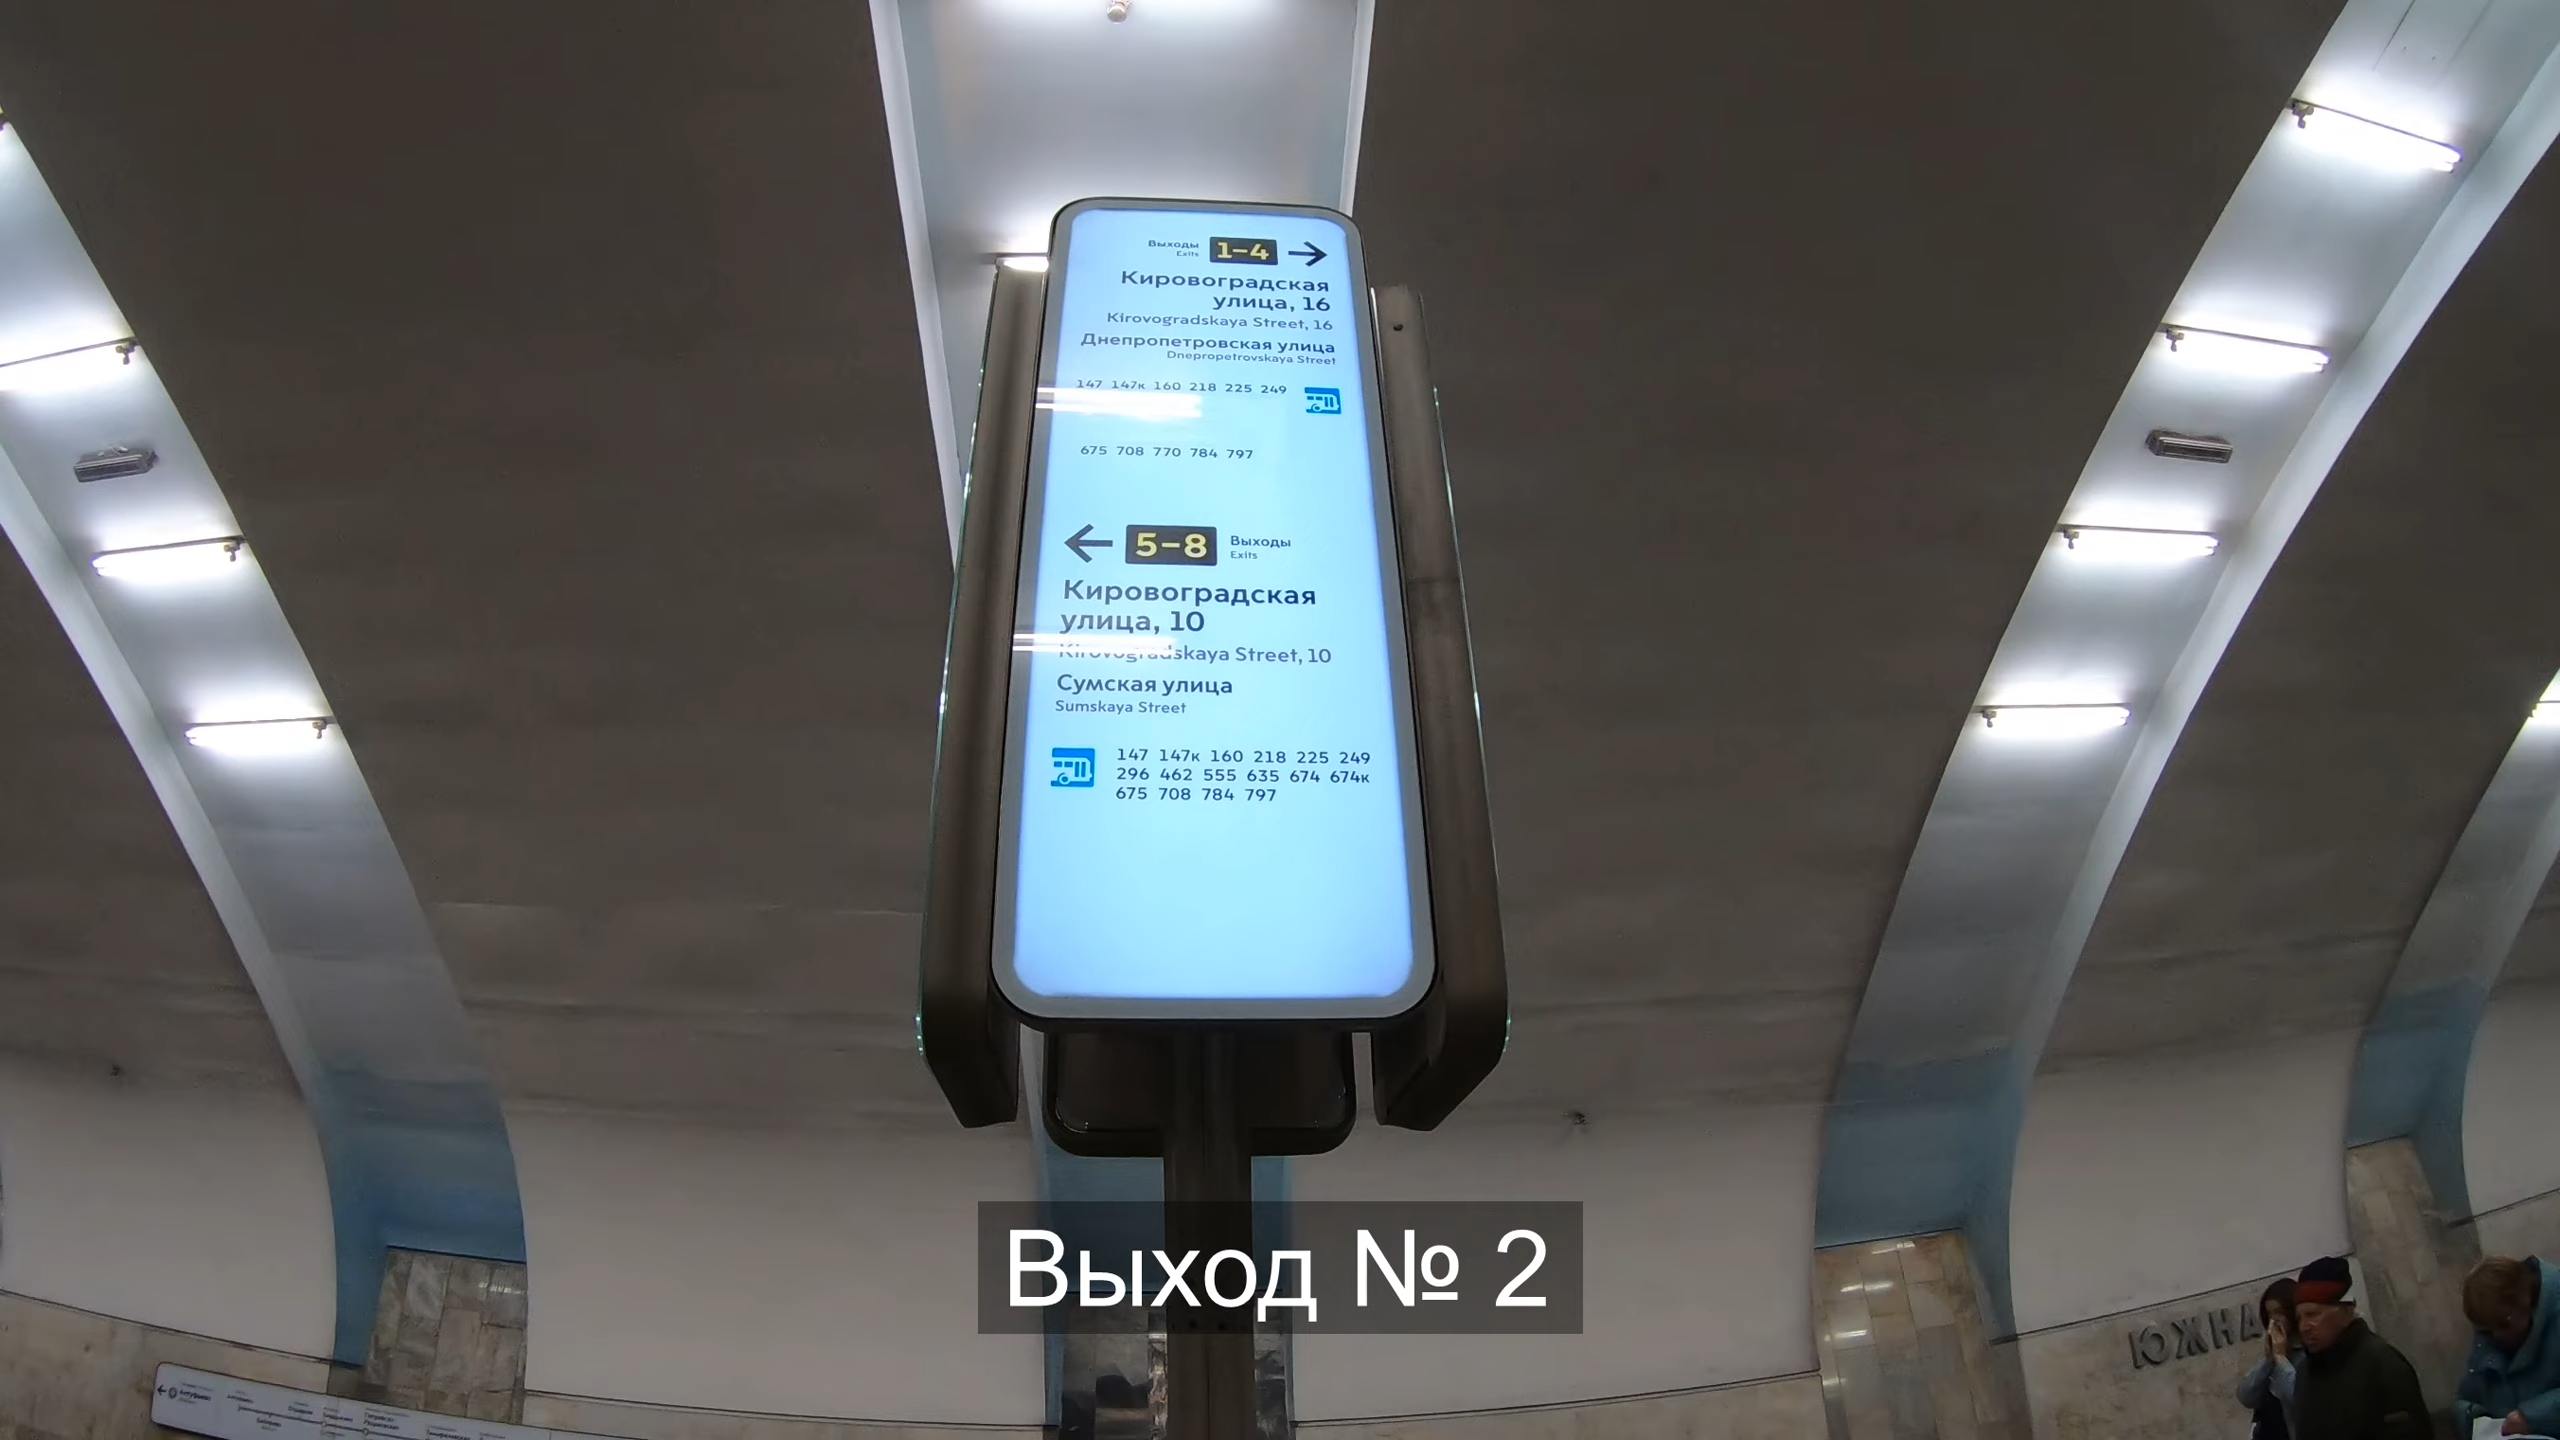 Выходы
Exits
1-4 →
Кировоградская
улица, 16
Kirovogradskaya Street, 16
Днепропетровская улица
Dnepropetrovskaya Street
147 147к 160 218 225 249
675 708 770 784 797
← 5-8
Выходы
Exits
Кировоградская
улица, 10
Kirovogradskaya Street, 10
Сумская улица
Sumskaya Street
147 147к 160 218 225 249
296 462 555 635 674 674к
675 708 784 797
Выход № 2
ЮЖНА